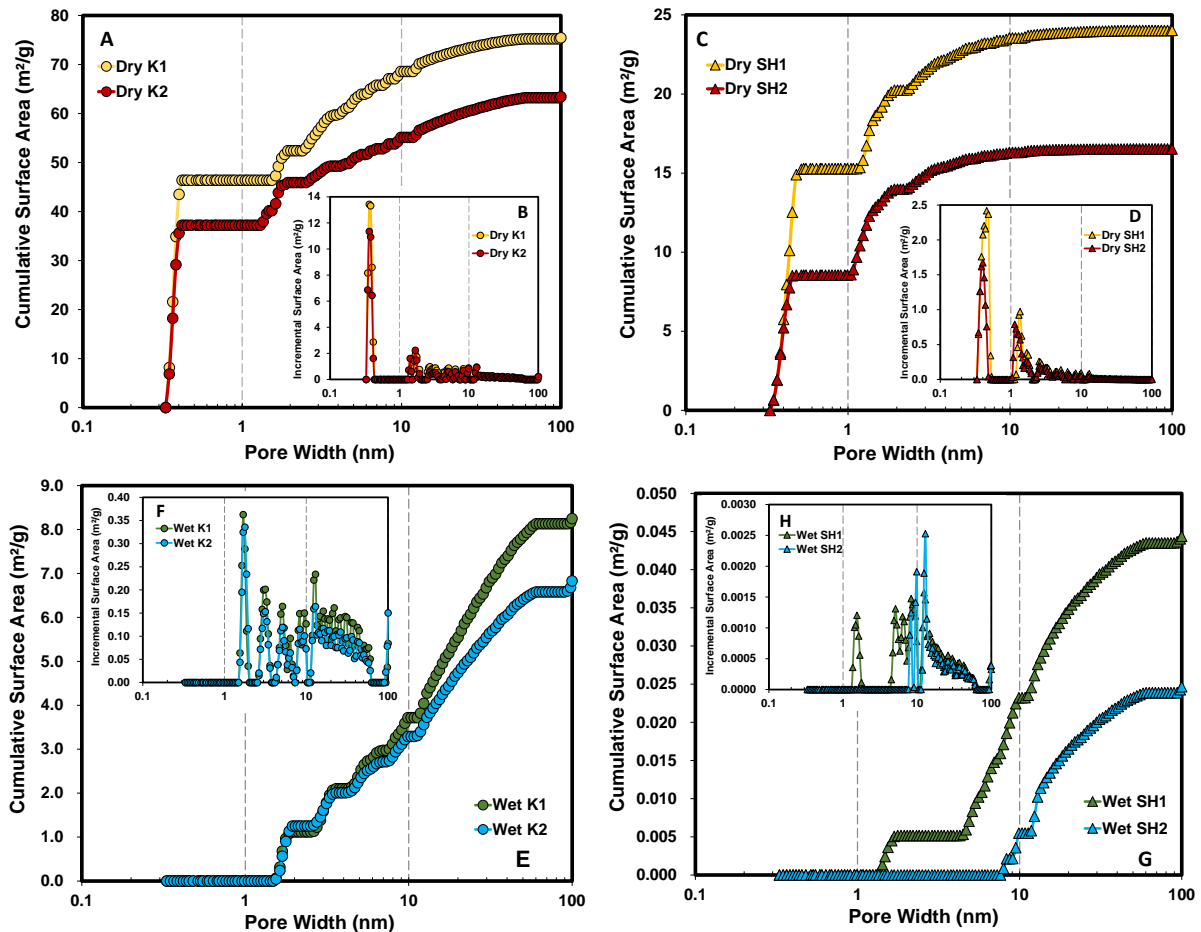 A
Dry K1
Dry K2
Cumulative Surface Area (m²/g)
80
70
60
50
40
30
20
10
0
0.1
1
10
100
Pore Width (nm)
B
Dry K1
Dry K2
Incremental Surface Area (m²/g)
14
12
10
8
6
4
2
0
0.1
1
10
100
C
Dry SH1
Dry SH2
Cumulative Surface Area (m²/g)
25
20
15
10
5
0
0.1
1
10
100
Pore Width (nm)
D
Dry SH1
Dry SH2
Incremental Surface Area (m²/g)
2.5
2.0
1.5
1.0
0.5
0.0
0.1
1
10
100
E
Wet K1
Wet K2
Cumulative Surface Area (m²/g)
9.0
8.0
7.0
6.0
5.0
4.0
3.0
2.0
1.0
0.0
0.1
1
10
100
Pore Width (nm)
F
Wet K1
Wet K2
Incremental Surface Area (m²/g)
0.40
0.35
0.30
0.25
0.20
0.15
0.10
0.05
0.00
0.1
1
10
100
G
Wet SH1
Wet SH2
Cumulative Surface Area (m²/g)
0.050
0.045
0.040
0.035
0.030
0.025
0.020
0.015
0.010
0.005
0.000
0.1
1
10
100
Pore Width (nm)
H
Wet SH1
Wet SH2
Incremental Surface Area (m²/g)
0.0030
0.0025
0.0020
0.0015
0.0010
0.0005
0.0000
0.1
1
10
100